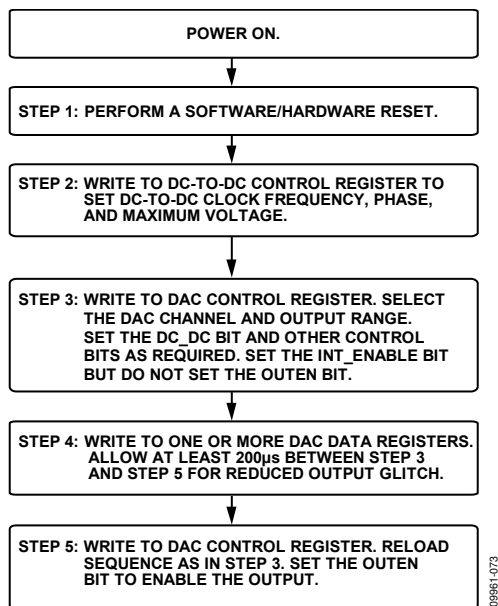 POWER ON.
STEP 1: PERFORM A SOFTWARE/HARDWARE RESET.
STEP 2: WRITE TO DC-TO-DC CONTROL REGISTER TO
SET DC-TO-DC CLOCK FREQUENCY, PHASE,
AND MAXIMUM VOLTAGE.
STEP 3: WRITE TO DAC CONTROL REGISTER. SELECT
THE DAC CHANNEL AND OUTPUT RANGE.
SET THE DC_DC BIT AND OTHER CONTROL
BITS AS REQUIRED. SET THE INT_ENABLE BIT
BUT DO NOT SET THE OUTEN BIT.
STEP 4: WRITE TO ONE OR MORE DAC DATA REGISTERS.
ALLOW AT LEAST 200µs BETWEEN STEP 3
AND STEP 5 FOR REDUCED OUTPUT GLITCH.
STEP 5: WRITE TO DAC CONTROL REGISTER. RELOAD
SEQUENCE AS IN STEP 3. SET THE OUTEN
BIT TO ENABLE THE OUTPUT.
09961-073